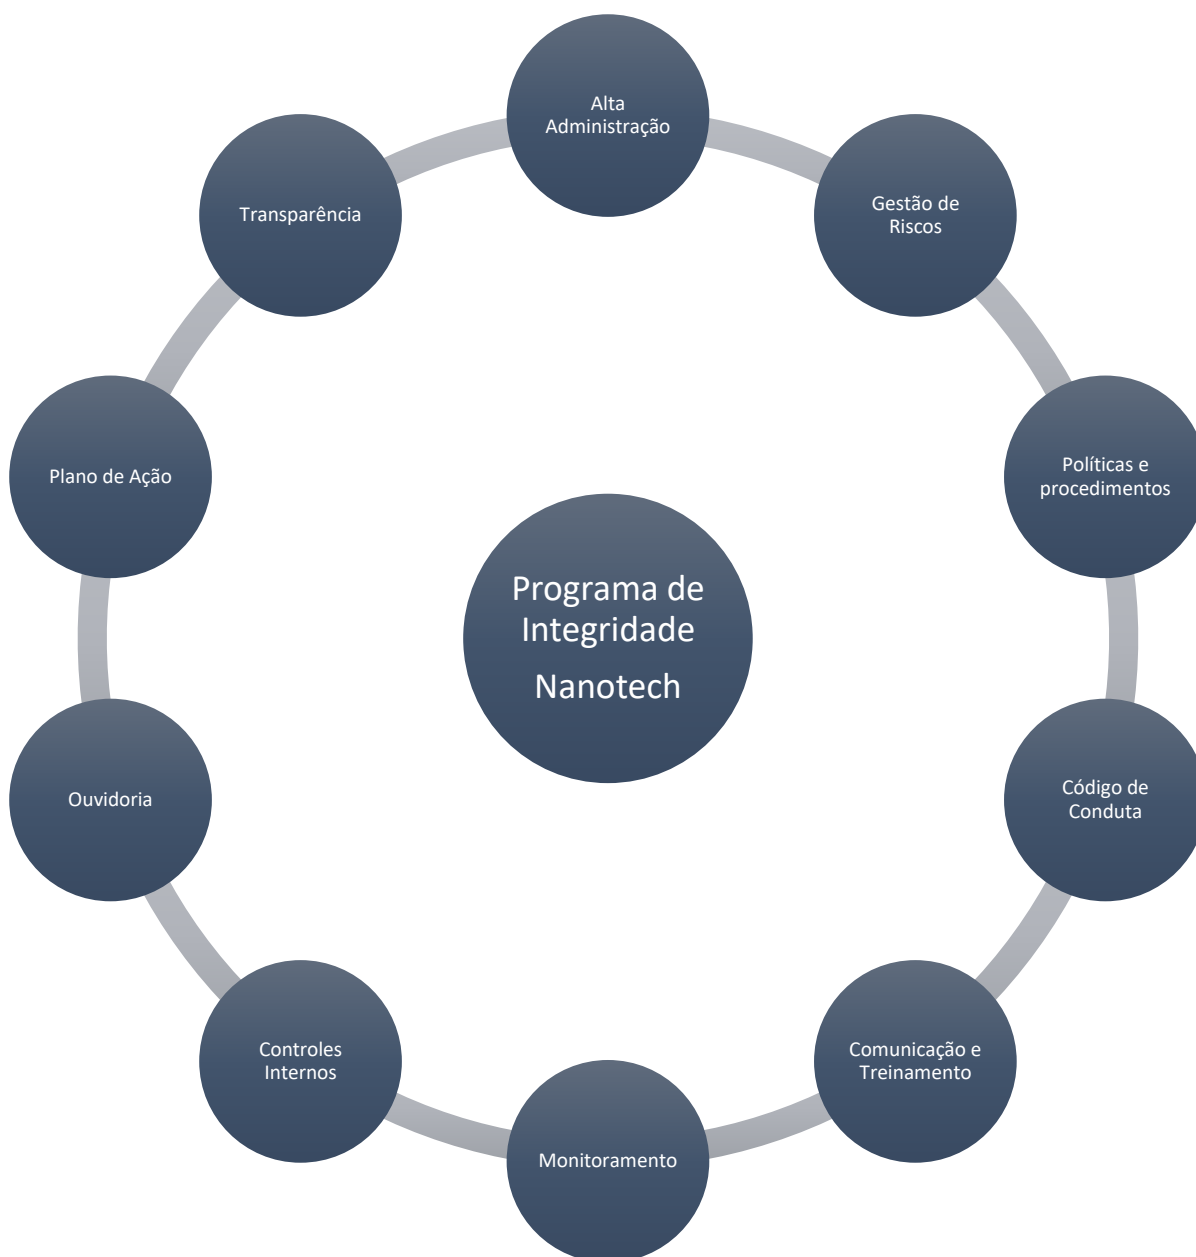 Alta
Administração
Gestão de
Riscos
Políticas e
procedimentos
Código de
Conduta
Comunicação e
Treinamento
Monitoramento
Controles
Internos
Ouvidoria
Plano de Ação
Transparência
Programa de
Integridade
Nanotech